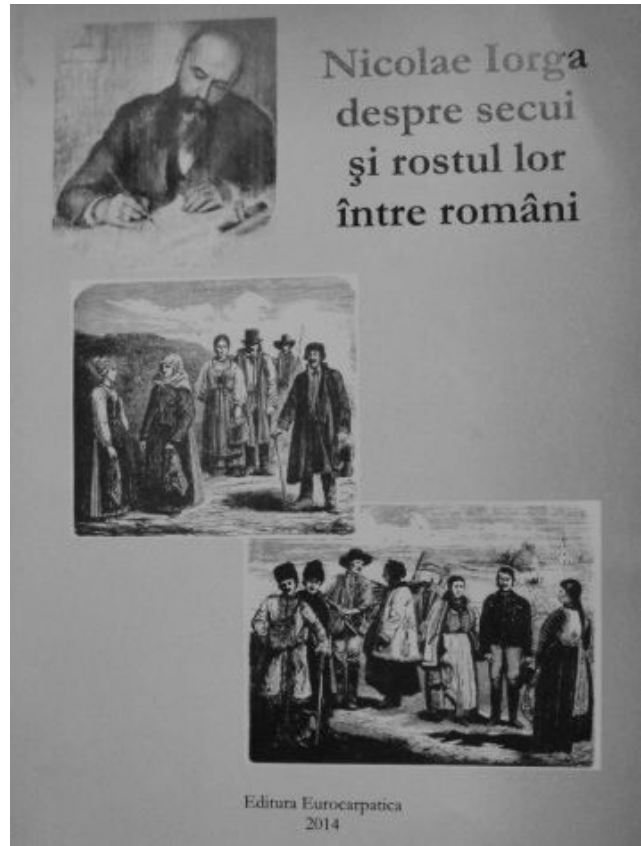 Nicolae Iorga
despre secui
şi rostul lor
între români
Editura Eurocarpatica
2014